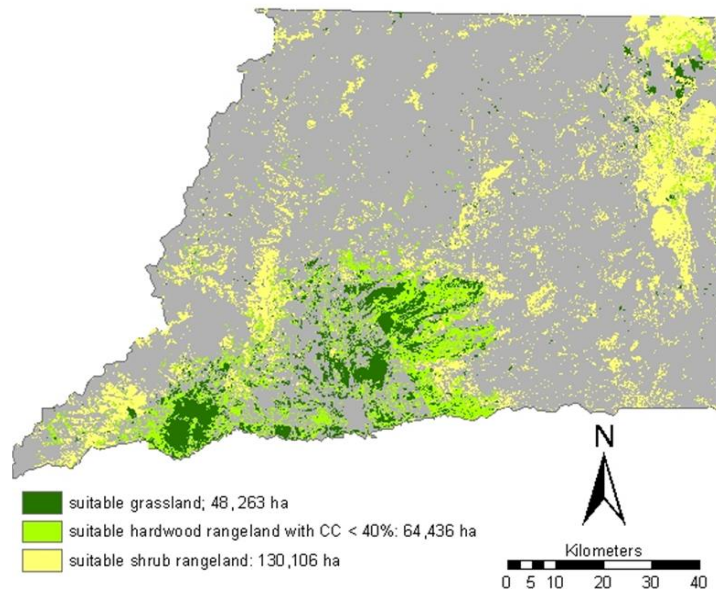 N
suitable grassland; 48,263 ha
suitable hardwood rangeland with CC < 40%: 64,436 ha
suitable shrub rangeland: 130,106 ha
Kilometers
0 5 10 20 30 40